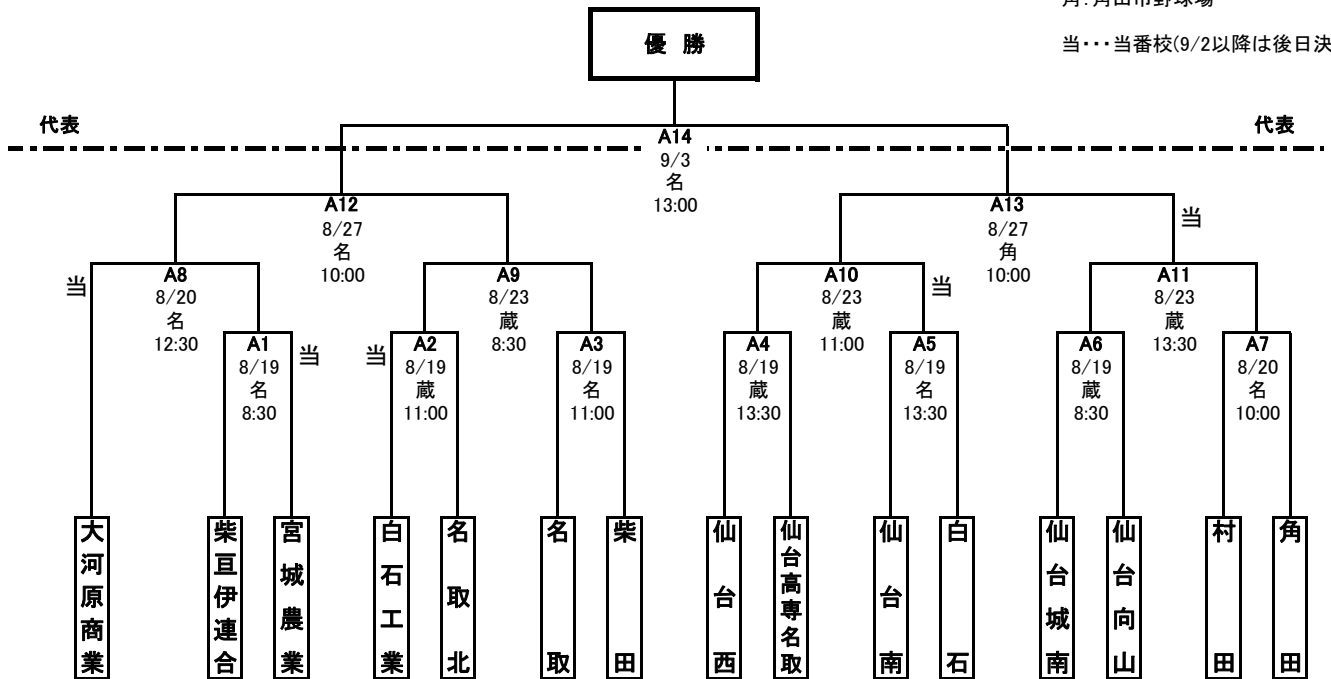 角:角田市野球場
優 勝
当・・・当番校(9/2以降は後日決
代表
代表
A14
9/3
名
13:00
A12
8/27
名
10:00
A13
8/27
角
10:00
当
当
A8
8/20
名
12:30
A9
8/23
蔵
8:30
A10
8/23
蔵
11:00
当
A11
8/23
蔵
13:30
A1
8/19
名
8:30
当
当
A2
8/19
蔵
11:00
A3
8/19
名
11:00
A4
8/19
蔵
13:30
A5
8/19
名
13:30
A6
8/19
蔵
8:30
A7
8/20
名
10:00
大河原商業
柴亘伊連合
宮城農業
白石工業
名取北
名取
柴田
仙台西
仙台高専名取
仙台南
白石
仙台城南
仙台向山
村田
角田